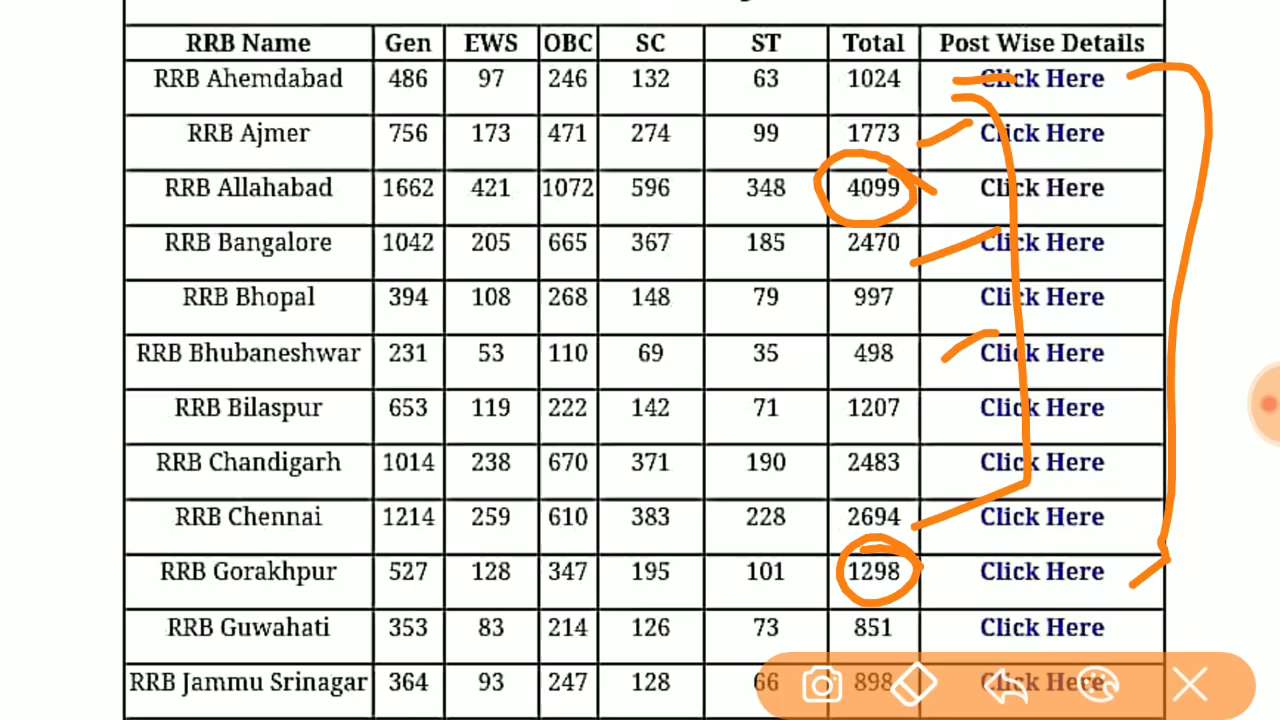 RRB Name Gen EWS OBC SC ST Total Post Wise Details
RRB Ahemdabad 486 97 246 132 63 1024 Click Here
RRB Ajmer 756 173 471 274 99 1773 Click Here
RRB Allahabad 1662 421 1072 596 348 4099 Click Here
RRB Bangalore 1042 205 665 367 185 2470 Click Here
RRB Bhopal 394 108 268 148 79 997 Click Here
RRB Bhubaneshwar 231 53 110 69 35 498 Click Here
RRB Bilaspur 653 119 222 142 71 1207 Click Here
RRB Chandigarh 1014 238 670 371 190 2483 Click Here
RRB Chennai 1214 259 610 383 228 2694 Click Here
RRB Gorakhpur 527 128 347 195 101 1298 Click Here
RRB Guwahati 353 83 214 126 73 851 Click Here
RRB Jammu Srinagar 364 93 247 128 66 898 Click Here